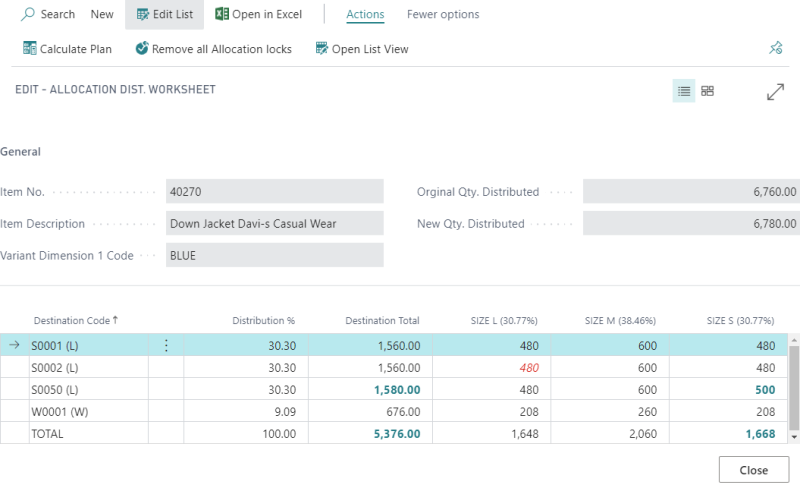 Search New Edit List Open in Excel Actions Fewer options
Calculate Plan Remove all Allocation locks Open List View
EDIT - ALLOCATION DIST. WORKSHEET
General
Item No. 40270 Orginal Qty. Distributed 6,760.00
Item Description Down Jacket Davi-s Casual Wear New Qty. Distributed 6,780.00
Variant Dimension 1 Code BLUE
Destination Code↑ Distribution % Destination Total SIZE L (30.77%) SIZE M (38.46%) SIZE S (30.77%)
→ S0001 (L) 30.30 1,560.00 480 600 480
S0002 (L) 30.30 1,560.00 480 600 480
S0050 (L) 30.30 1,580.00 480 600 500
W0001 (W) 9.09 676.00 208 260 208
TOTAL 100.00 5,376.00 1,648 2,060 1,668
Close